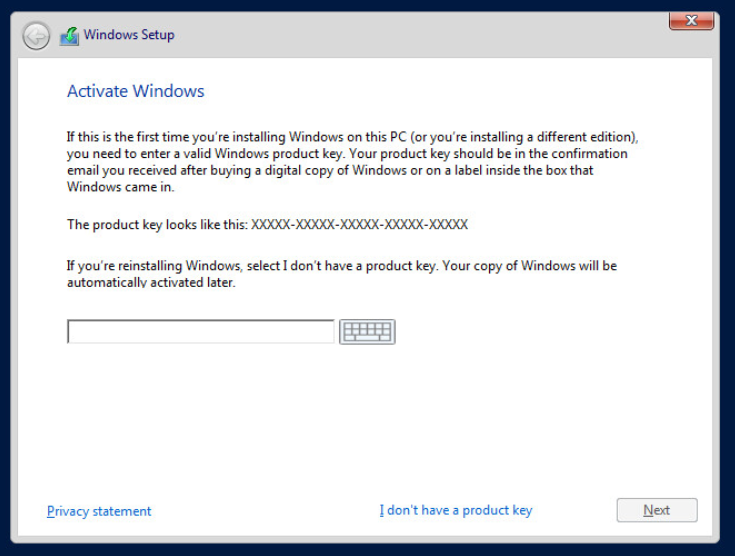 Windows Setup
Activate Windows
If this is the first time you're installing Windows on this PC (or you're installing a different edition),
you need to enter a valid Windows product key. Your product key should be in the confirmation
email you received after buying a digital copy of Windows or on a label inside the box that
Windows came in.
The product key looks like this: XXXXX-XXXXX-XXXXX-XXXXX-XXXXX
If you're reinstalling Windows, select I don't have a product key. Your copy of Windows will be
automatically activated later.
Privacy statement
I don't have a product key
Next